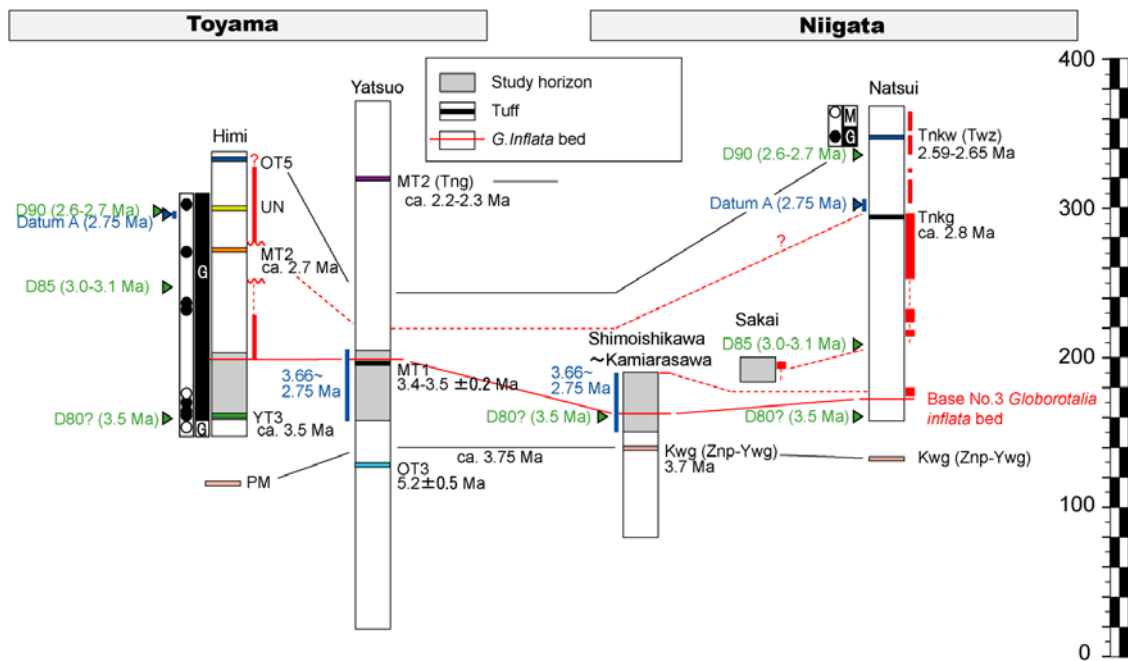 Toyama
Niigata
Study horizon
Tuff
G.Inflata bed
Himi
?
OT5
UN
MT2
ca. 2.7 Ma
YT3
ca. 3.5 Ma
PM
D90 (2.6-2.7 Ma)
Datum A (2.75 Ma)
D85 (3.0-3.1 Ma)
D80? (3.5 Ma)
G
G
Yatsuo
MT2 (Tng)
ca. 2.2-2.3 Ma
3.66~
2.75 Ma
MT1
3.4-3.5 ±0.2 Ma
OT3
5.2±0.5 Ma
ca. 3.75 Ma
Shimoishikawa
~Kamiarasawa
3.66~
2.75 Ma
D80? (3.5 Ma)
Kwg (Znp-Ywg)
3.7 Ma
Sakai
?
Natsui
M
G
D90 (2.6-2.7 Ma)
Tnkw (Twz)
2.59-2.65 Ma
Datum A (2.75 Ma)
Tnkg
ca. 2.8 Ma
D85 (3.0-3.1 Ma)
D80? (3.5 Ma)
Base No.3 Globorotalia
inflata bed
Kwg (Znp-Ywg)
400
300
200
100
0